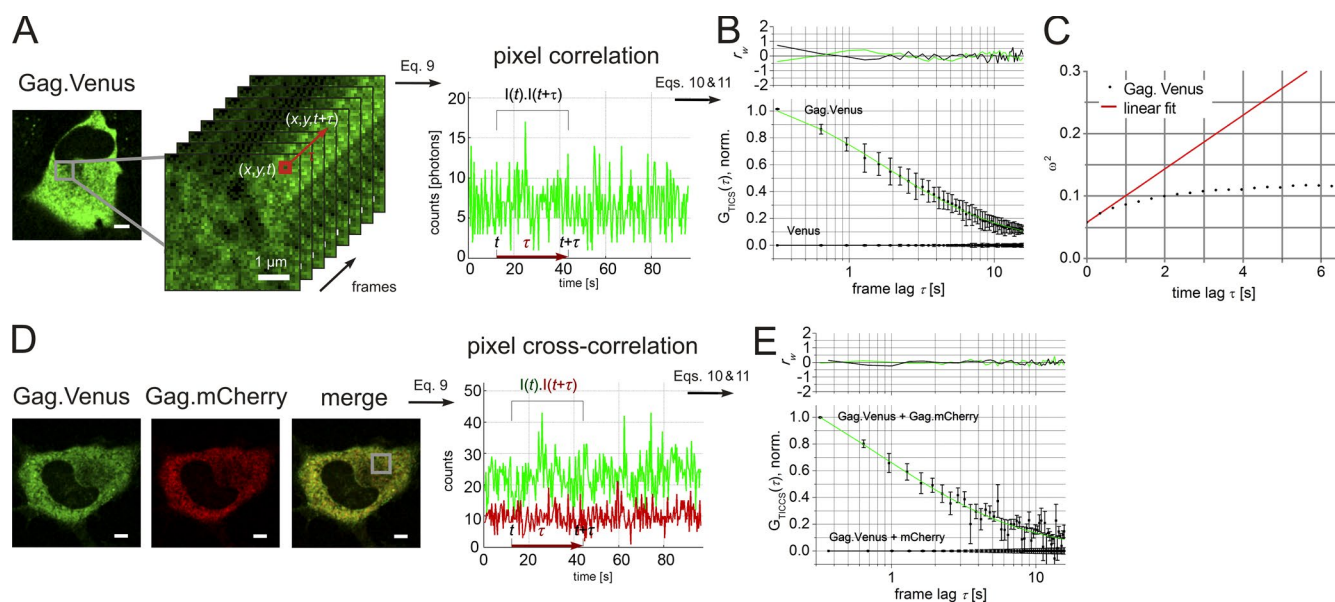 A
Gag.Venus
(x,y,t+τ)
(x,y,t)
1 µm
frames
Eq. 9
pixel correlation
I(t).I(t+τ)
counts [photons]
20
15
10
5
0
t
τ
t+τ
0 20 40 60 80
time [s]
Eqs. 10 & 11
B
r_w
2
1
0
-1
-2
Gag.Venus
G_TICS(τ), norm.
1.0
0.8
0.6
0.4
0.2
0.0
Venus
1 10
frame lag τ [s]
C
ω²
0.3
0.2
0.1
0.0
Gag. Venus
linear fit
0 2 4 6
time lag τ [s]
D
Gag.Venus
Gag.mCherry
merge
Eq. 9
pixel cross-correlation
I(t).I(t+τ)
counts
50
40
30
20
10
0
t
τ
t+τ
0 20 40 60 80
time [s]
Eqs. 10 & 11
E
r_w
2
1
0
-1
-2
Gag.Venus + Gag.mCherry
G_TICCS(τ), norm.
1.0
0.8
0.6
0.4
0.2
0.0
Gag.Venus + mCherry
1 10
frame lag τ [s]